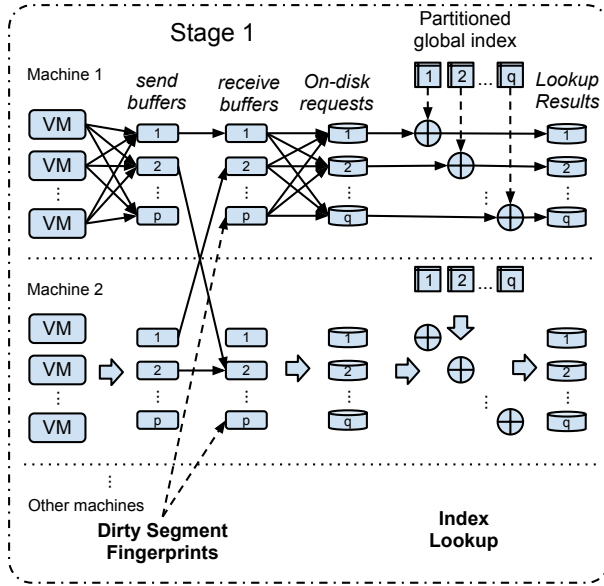 Stage 1
Partitioned
global index
Machine 1
send
buffers
receive
buffers
On-disk
requests
1 2 ... q
Lookup
Results
VM
1
1
1
1
VM
2
2
2
2
...
...
...
...
...
...
VM
p
p
q
q
Machine 2
1 2 ... q
VM
1
1
1
1
VM
2
2
2
2
...
...
...
...
...
...
VM
p
p
q
q
...
Other machines
Dirty Segment
Fingerprints
Index
Lookup